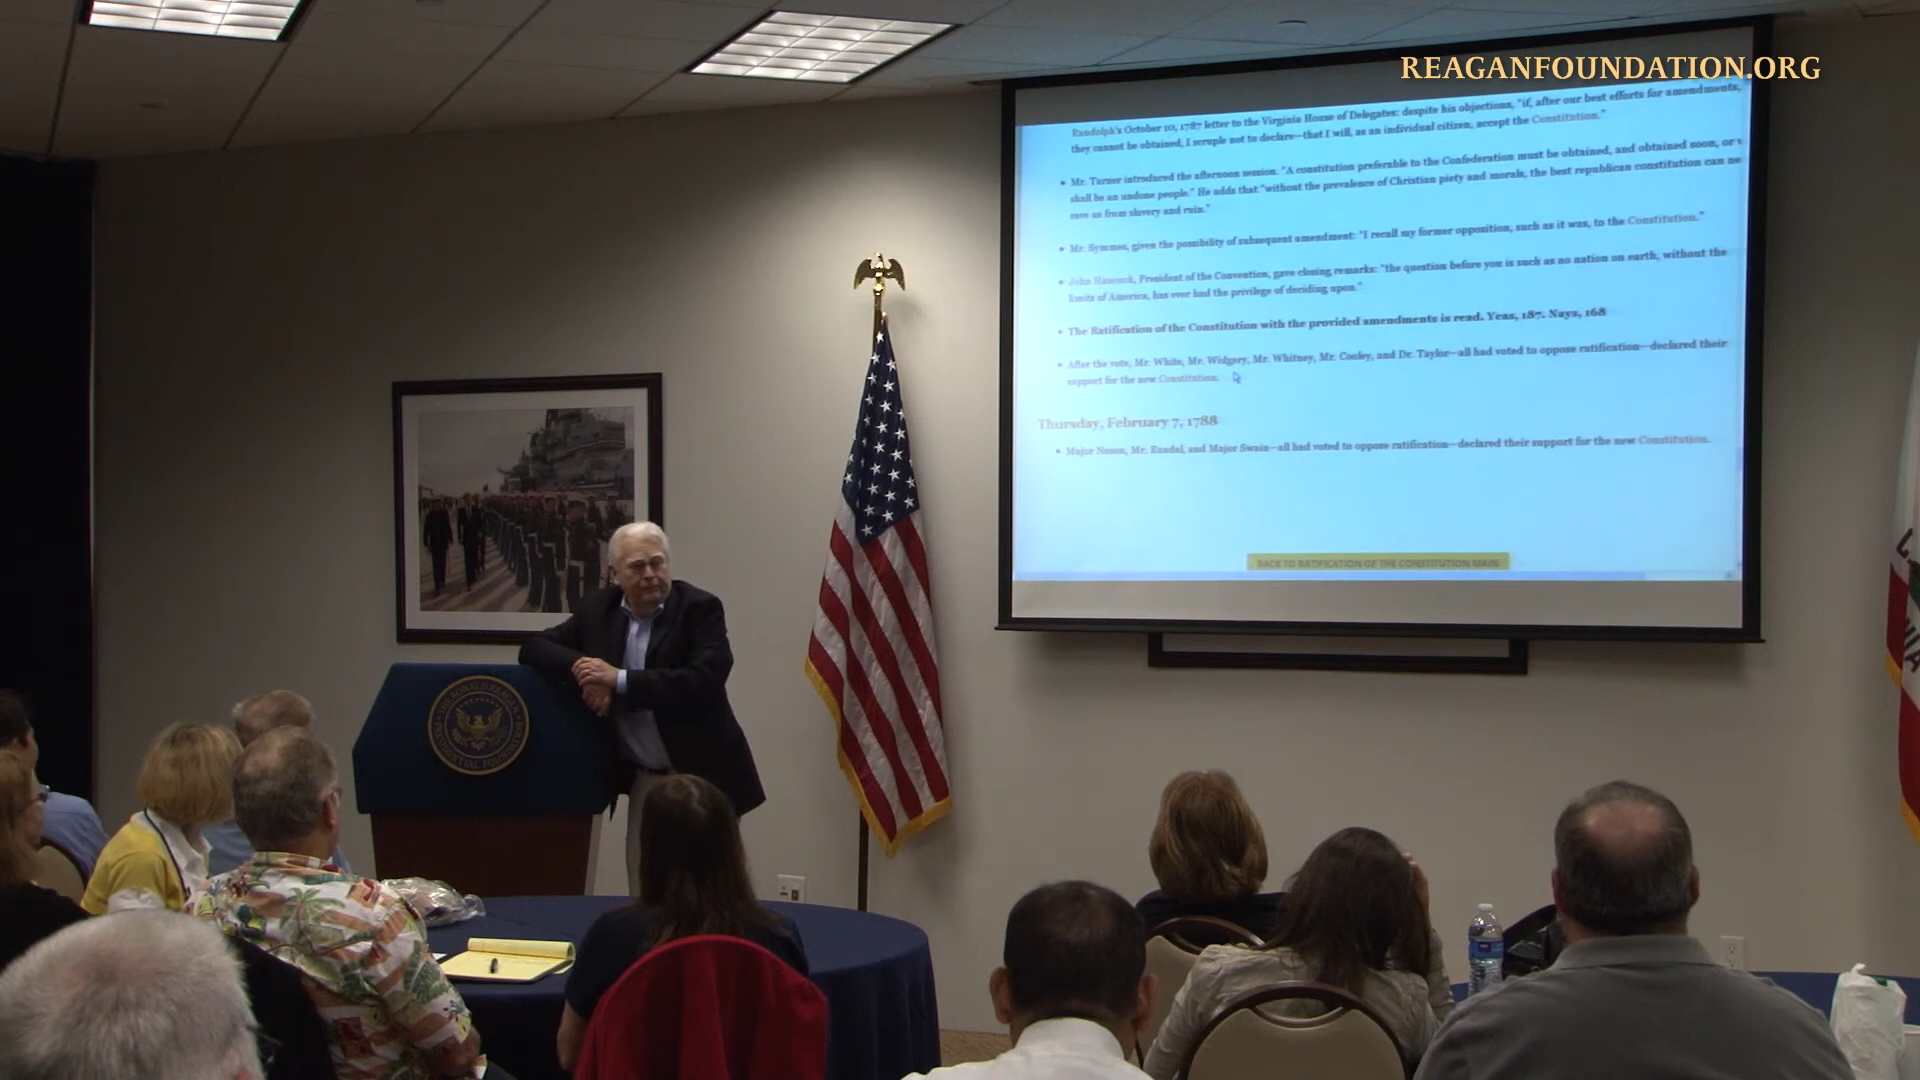 REAGANFOUNDATION.ORG
Randolph's October 10, 1787 letter to the Virginia House of Delegates: despite his objections, "if, after our best efforts for amendments,
they cannot be obtained, I scruple not to declare—that I will, as an individual citizen, accept the Constitution."
• Mr. Turner introduced the afternoon session. "A constitution preferable to the Confederation must be obtained, and obtained soon, or
shall be an undone people." He adds that "without the prevalence of Christian piety and morals, the best republican constitution can ne
save us from slavery and ruin."
• Mr. Symmes, given the possibility of subsequent amendment: "I recall my former opposition, such as it was, to the Constitution."
• John Hancock, President of the Convention, gave closing remarks: "the question before you is such as no nation on earth, without the
limits of America, has ever had the privilege of deciding upon."
• The Ratification of the Constitution with the provided amendments is read. Yeas, 187. Nays, 168
• After the vote, Mr. White, Mr. Widgery, Mr. Whitney, Mr. Cooley, and Dr. Taylor—all had voted to oppose ratification—declared their
support for the new Constitution.
Thursday, February 7, 1788
• Major Nason, Mr. Randal, and Major Swain—all had voted to oppose ratification—declared their support for the new Constitution.
BACK TO RATIFICATION OF THE CONSTITUTION MAIN
THE RONALD REAGAN
PRESIDENTIAL FOUNDATION